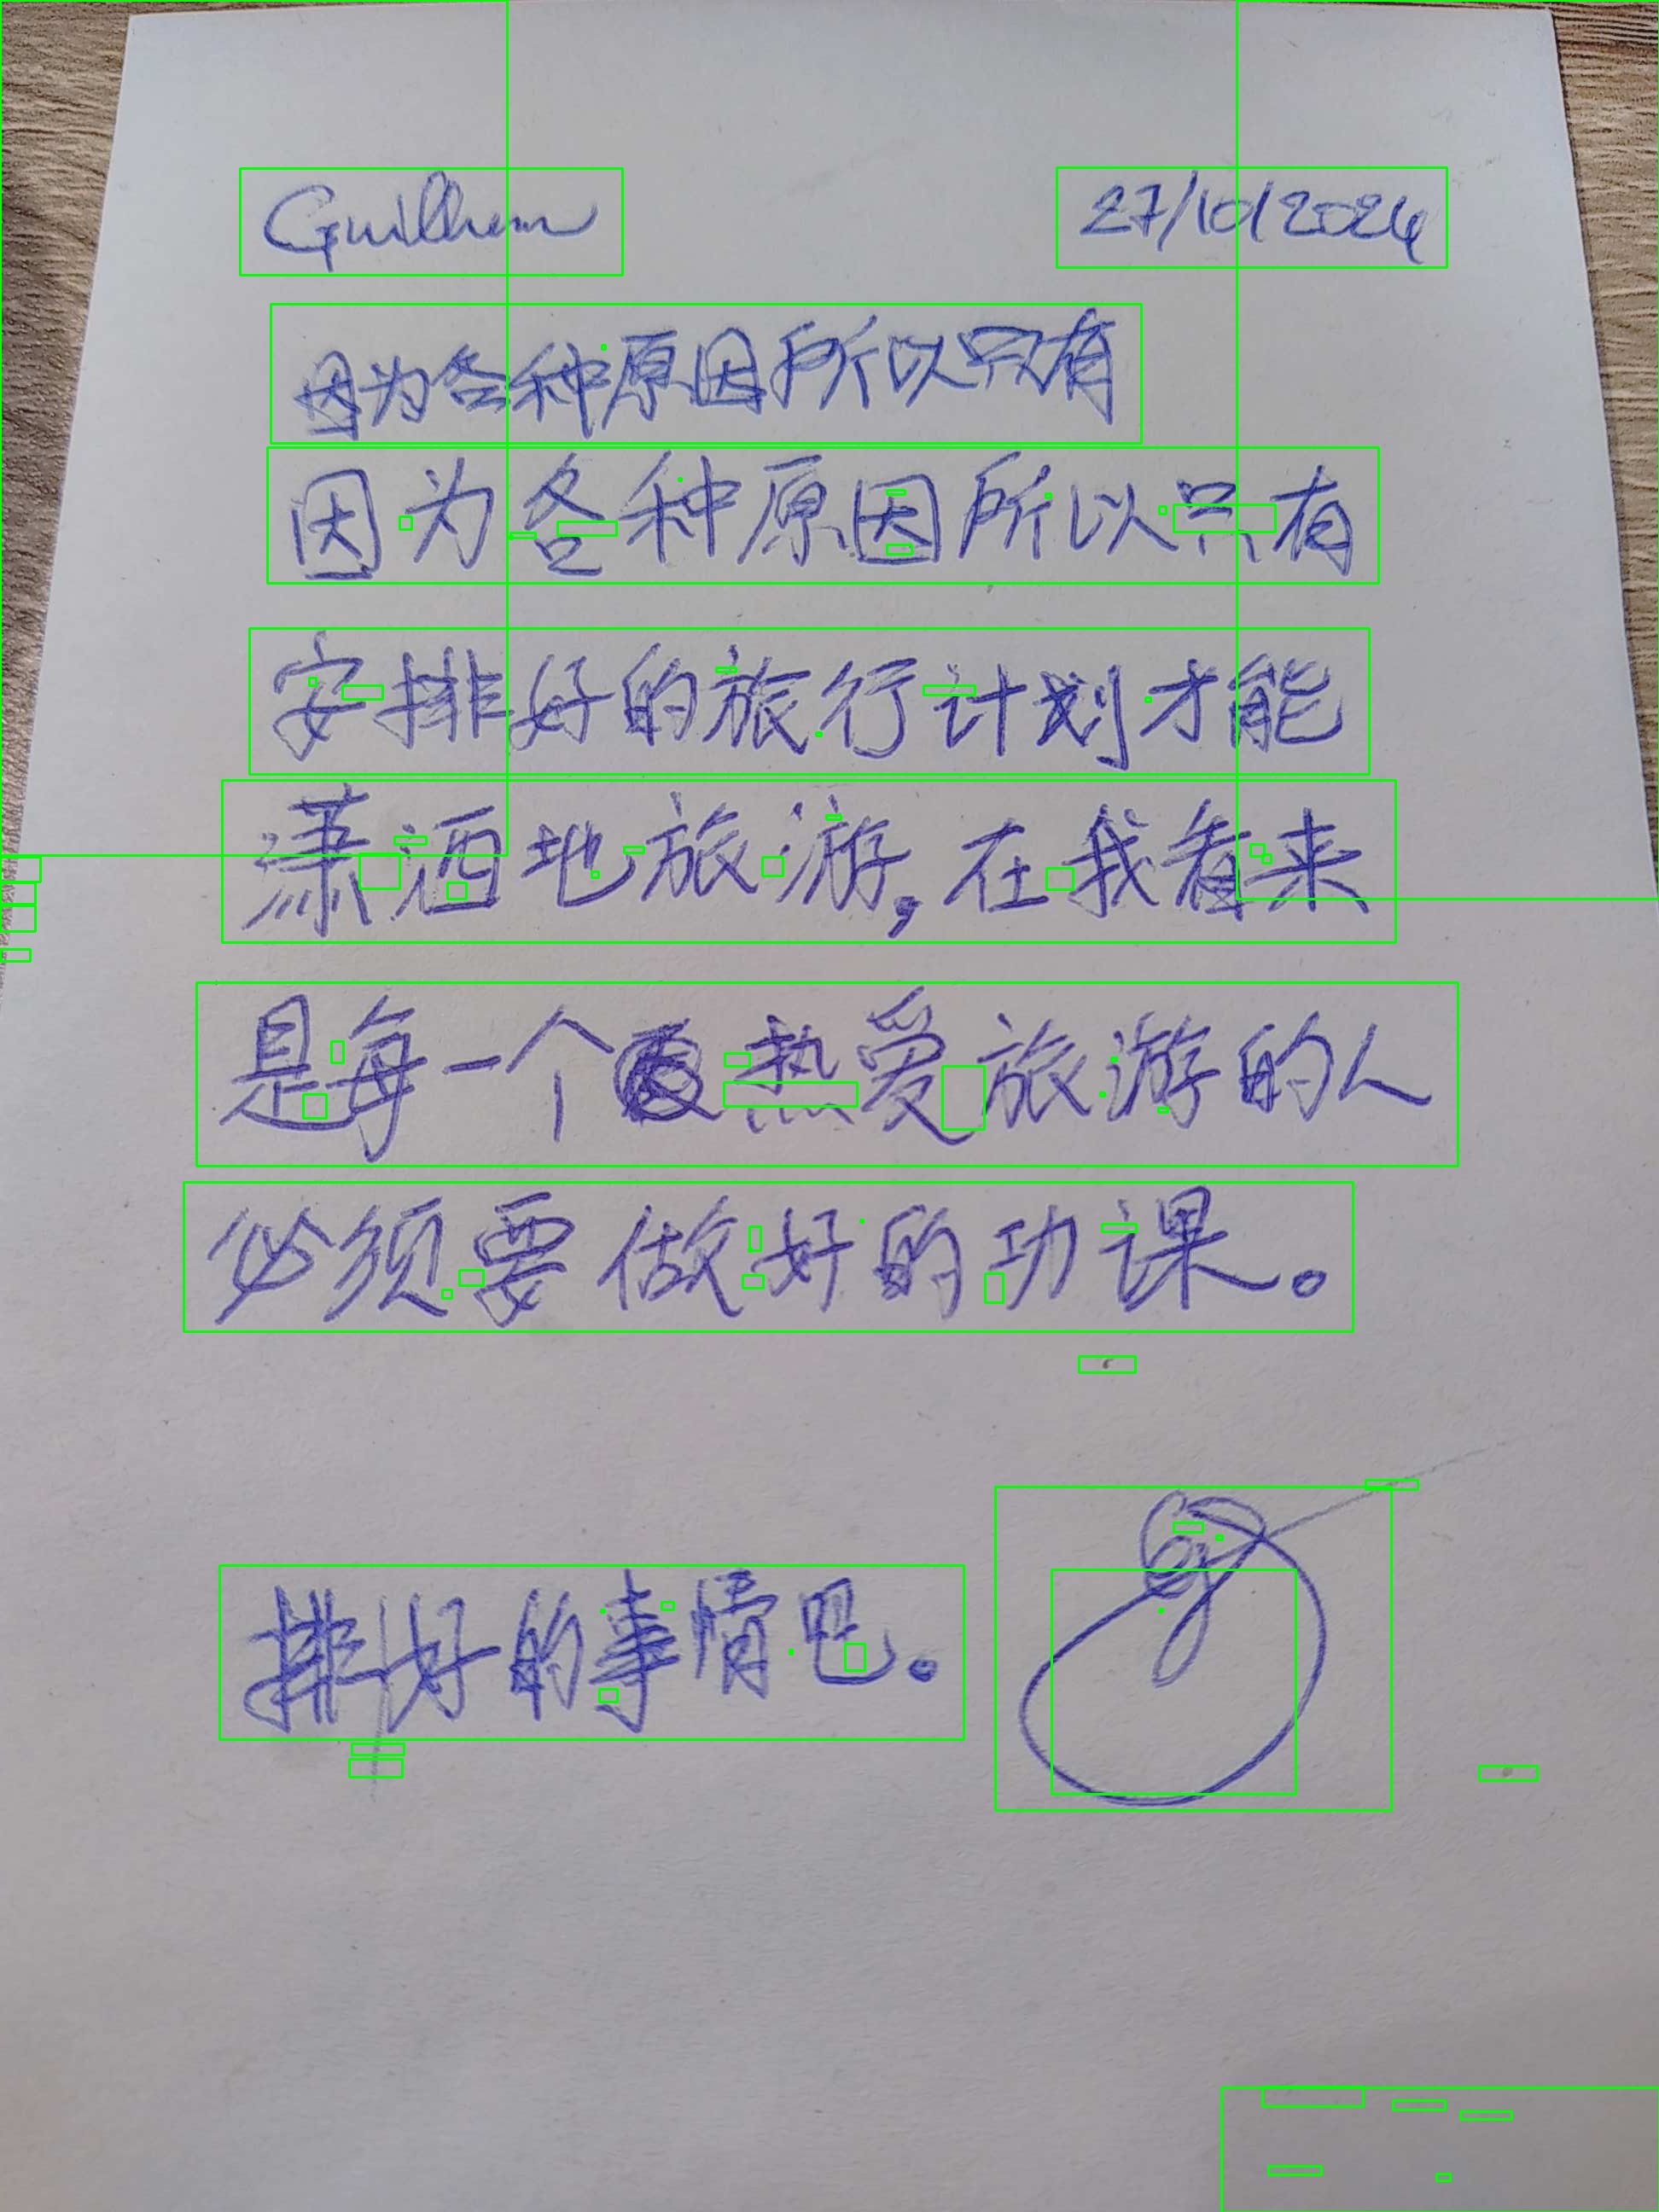 Guilhem 27/10/2024
因为各种原因所以只有
因为各种原因所以只有
安排好的旅行计划才能
潇洒地旅游,在我看来
是每一个热爱旅游的人
必须要做好的功课。
排好的事情吧。